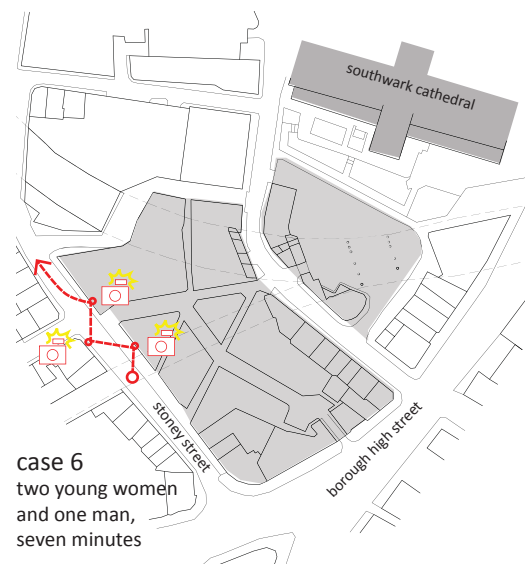 southwark cathedral
stoney street
borough high street
case 6
two young women
and one man,
seven minutes